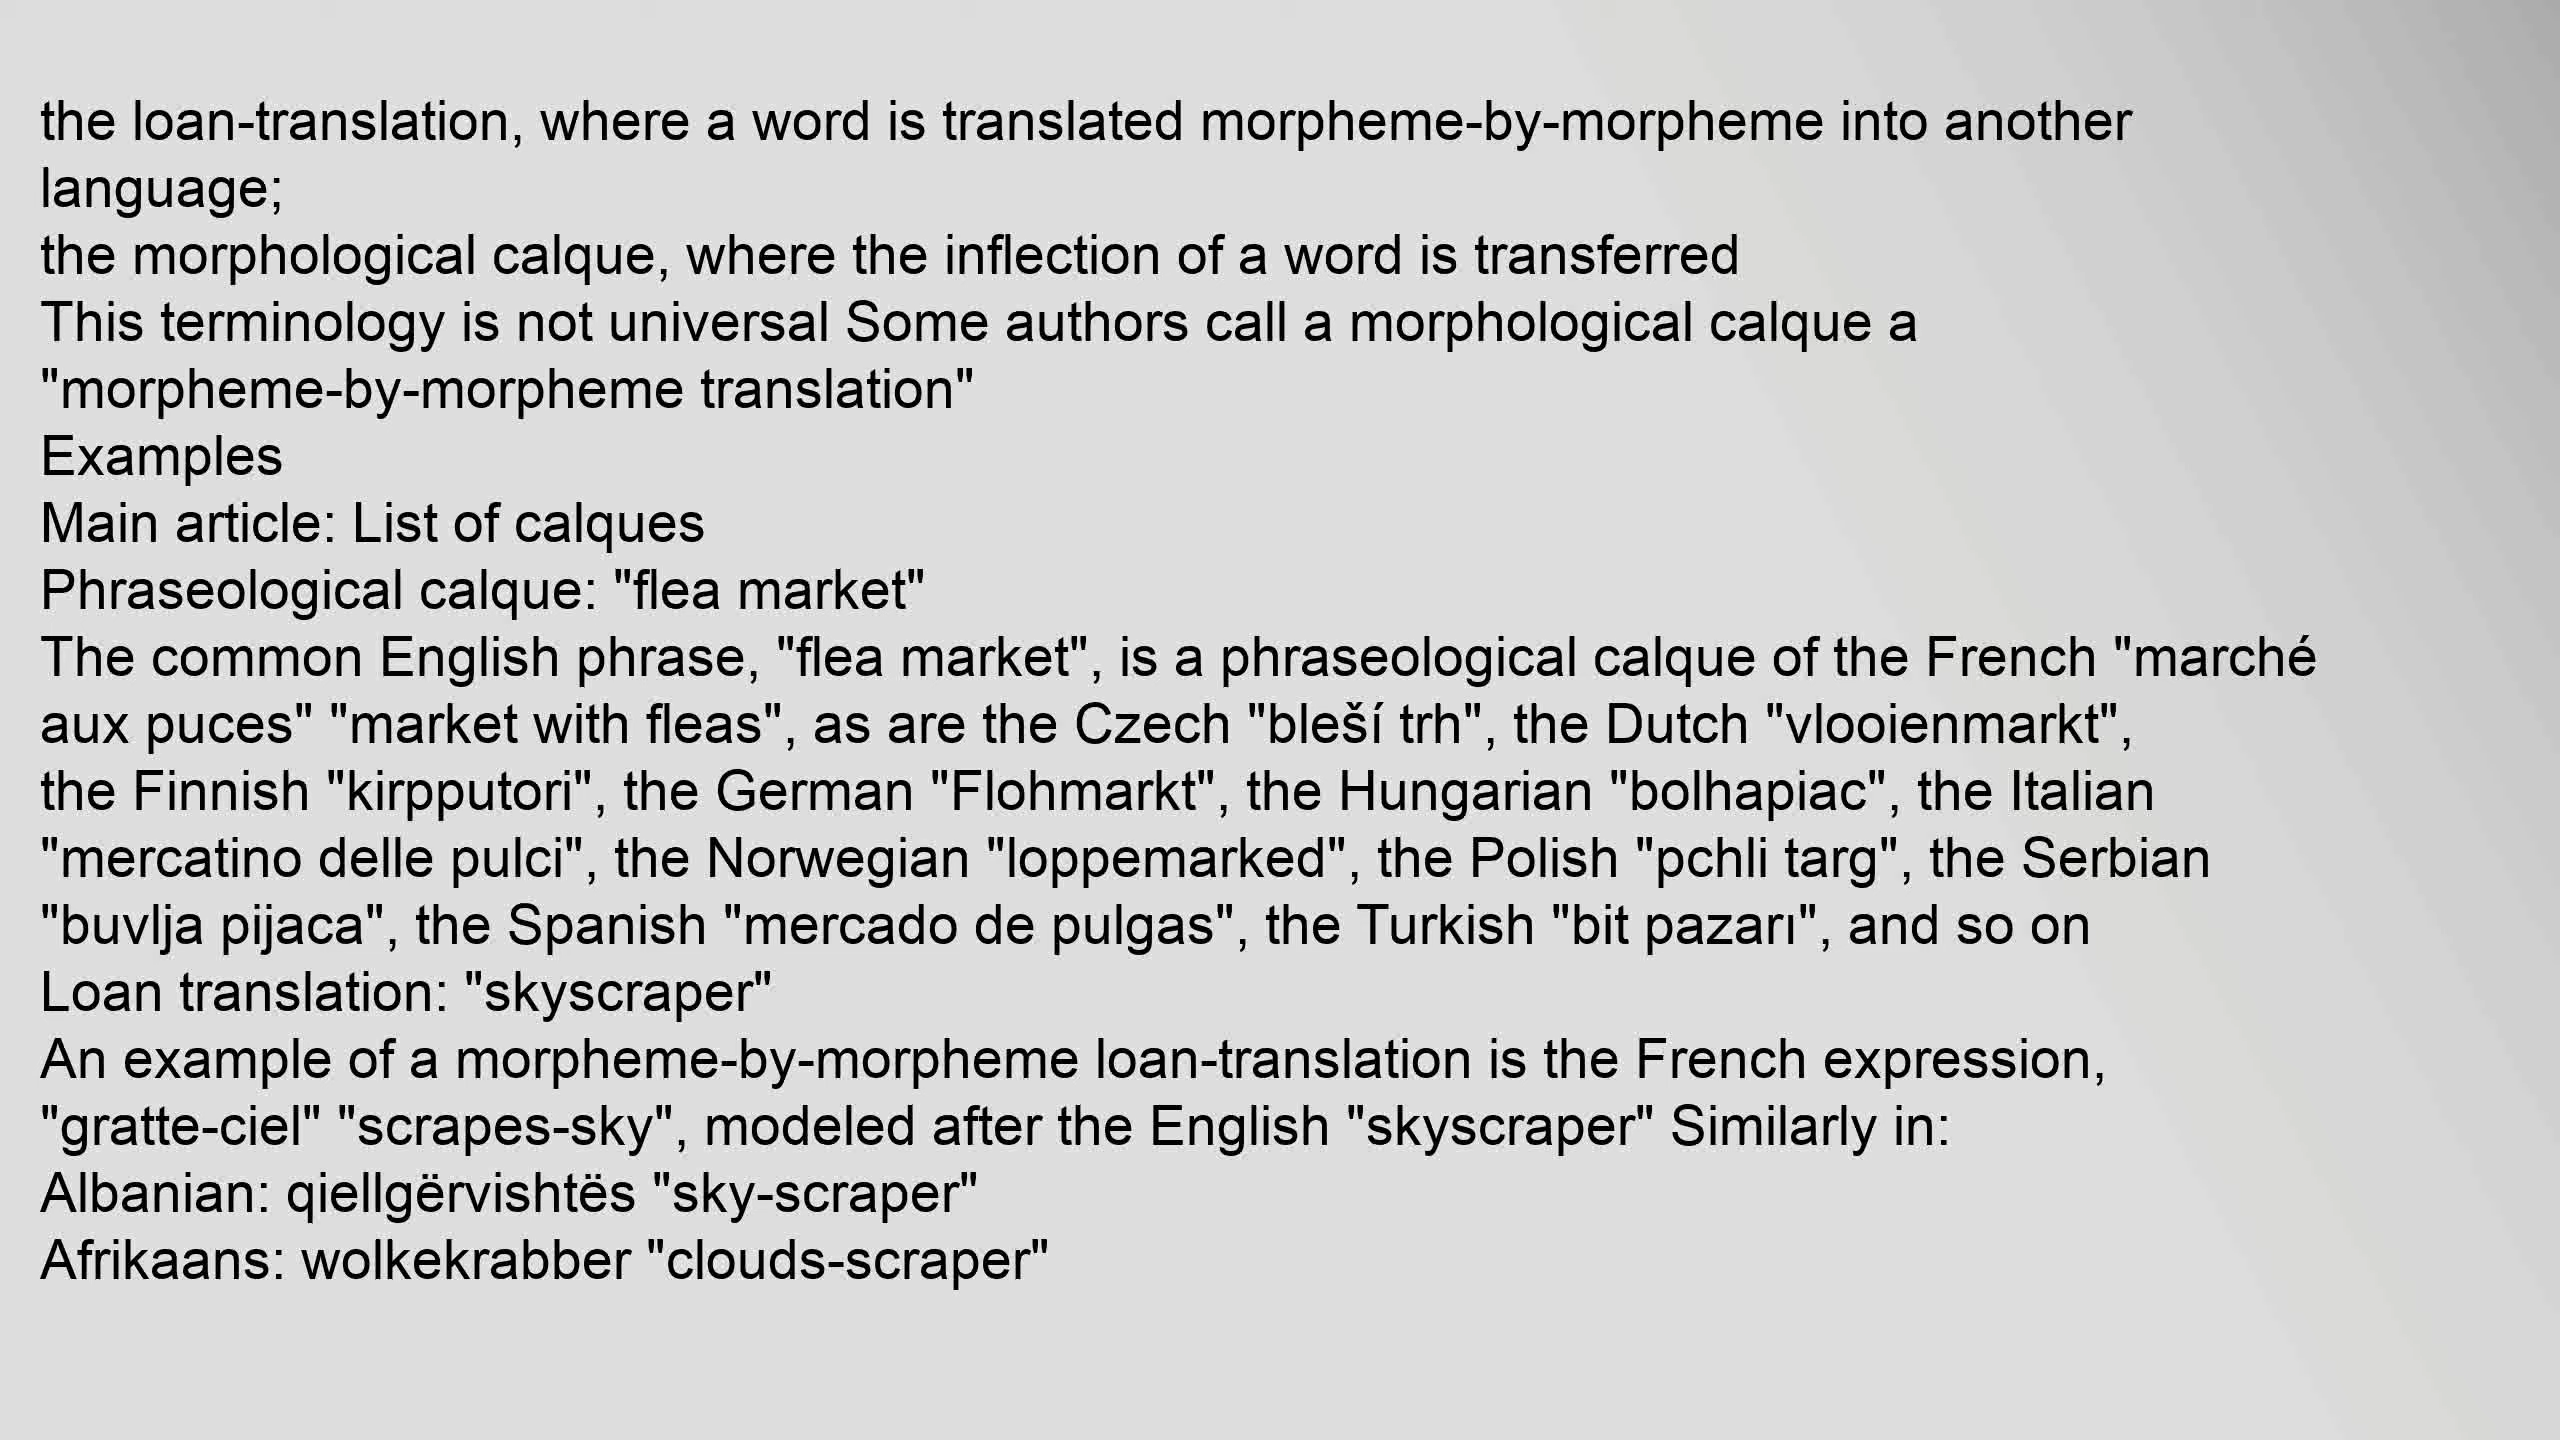 the loan-translation, where a word is translated morpheme-by-morpheme into another
language;
the morphological calque, where the inflection of a word is transferred
This terminology is not universal Some authors call a morphological calque a
"morpheme-by-morpheme translation"
Examples
Main article: List of calques
Phraseological calque: "flea market"
The common English phrase, "flea market", is a phraseological calque of the French "marché
aux puces" "market with fleas", as are the Czech "bleší trh", the Dutch "vlooienmarkt",
the Finnish "kirpputori", the German "Flohmarkt", the Hungarian "bolhapiac", the Italian
"mercatino delle pulci", the Norwegian "loppemarked", the Polish "pchli targ", the Serbian
"buvlja pijaca", the Spanish "mercado de pulgas", the Turkish "bit pazarı", and so on
Loan translation: "skyscraper"
An example of a morpheme-by-morpheme loan-translation is the French expression,
"gratte-ciel" "scrapes-sky", modeled after the English "skyscraper" Similarly in:
Albanian: qiellgërvishtës "sky-scraper"
Afrikaans: wolkekrabber "clouds-scraper"